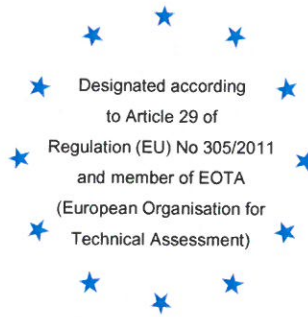 Designated according
to Article 29 of
Regulation (EU) No 305/2011
and member of EOTA
(European Organisation for
Technical Assessment)